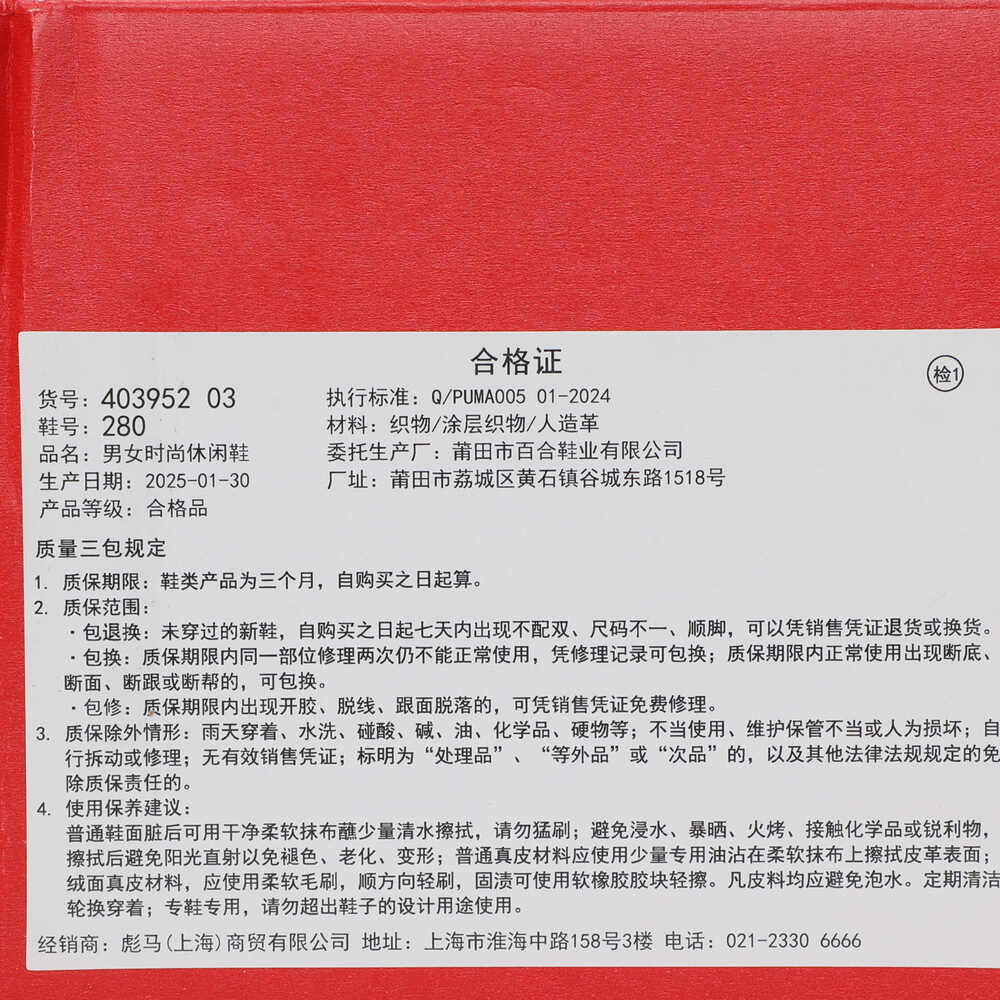 合格证
检1
货号：403952 03
执行标准：Q/PUMA005 01-2024
鞋号：280
材料：织物/涂层织物/人造革
品名：男女时尚休闲鞋
委托生产厂：莆田市百合鞋业有限公司
生产日期：2025-01-30
厂址：莆田市荔城区黄石镇谷城东路1518号
产品等级：合格品
质量三包规定
1. 质保期限：鞋类产品为三个月，自购买之日起算。
2. 质保范围：
·包退换：未穿过的新鞋，自购买之日起七天内出现不配双、尺码不一、顺脚，可以凭销售凭证退货或换货。
·包换：质保期限内同一部位修理两次仍不能正常使用，凭修理记录可包换；质保期限内正常使用出现断底、
断面、断跟或断帮的，可包换。
·包修：质保期限内出现开胶、脱线、跟面脱落的，可凭销售凭证免费修理。
3. 质保除外情形：雨天穿着、水洗、碰酸、碱、油、化学品、硬物等；不当使用、维护保管不当或人为损坏；自
行拆动或修理；无有效销售凭证；标明为“处理品”、“等外品”或“次品”的，以及其他法律法规规定的免
除质保责任的。
4. 使用保养建议：
普通鞋面脏后可用干净柔软抹布蘸少量清水擦拭，请勿猛刷；避免浸水、暴晒、火烤、接触化学品或锐利物，
擦拭后避免阳光直射以免褪色、老化、变形；普通真皮材料应使用少量专用油沾在柔软抹布上擦拭皮革表面；
绒面真皮材料，应使用柔软毛刷，顺方向轻刷，固渍可使用软橡胶胶块轻擦。凡皮料均应避免泡水。定期清洁
轮换穿着；专鞋专用，请勿超出鞋子的设计用途使用。
经销商：彪马(上海)商贸有限公司 地址：上海市淮海中路158号3楼 电话：021-2330 6666